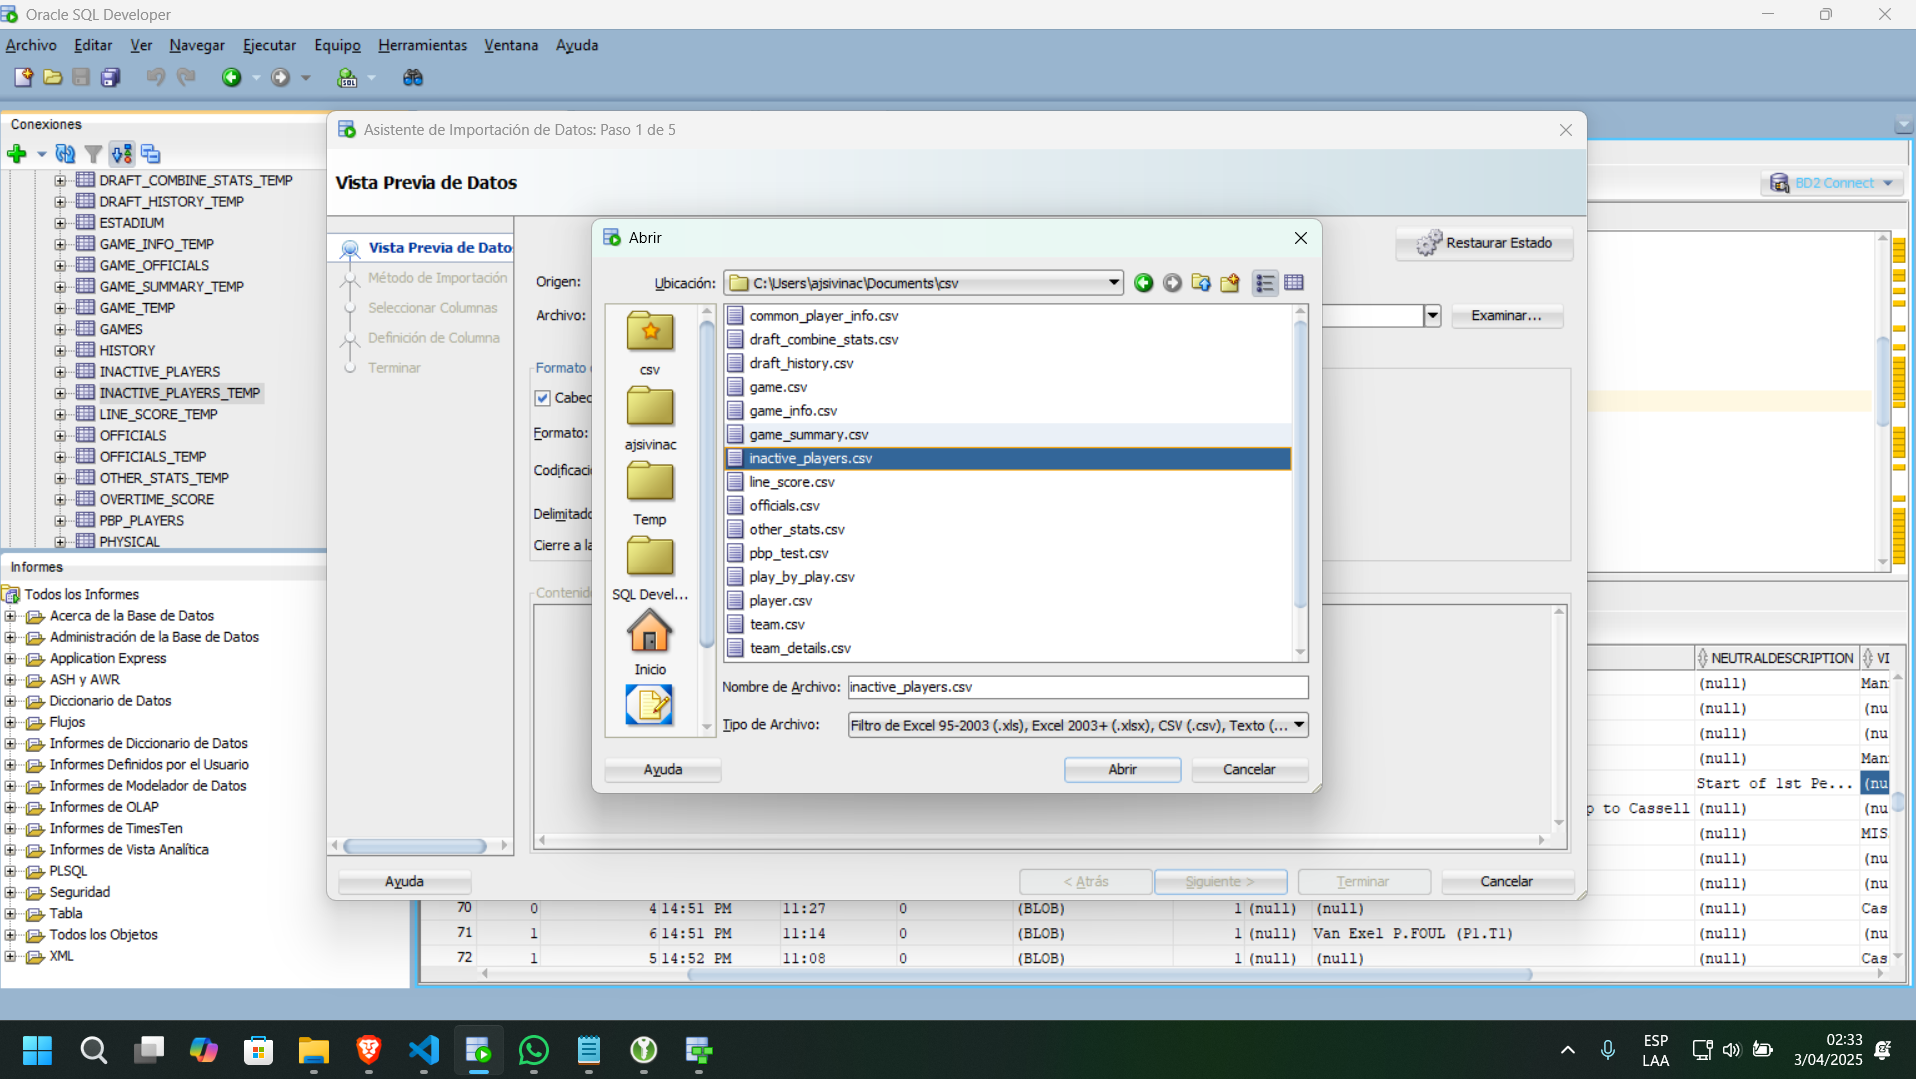 Oracle SQL Developer
Archivo Editar Ver Navegar Ejecutar Equipo Herramientas Ventana Ayuda
Conexiones
DRAFT_COMBINE_STATS_TEMP
DRAFT_HISTORY_TEMP
ESTADIUM
GAME_INFO_TEMP
GAME_OFFICIALS
GAME_SUMMARY_TEMP
GAME_TEMP
GAMES
HISTORY
INACTIVE_PLAYERS
INACTIVE_PLAYERS_TEMP
LINE_SCORE_TEMP
OFFICIALS
OFFICIALS_TEMP
OTHER_STATS_TEMP
OVERTIME_SCORE
PBP_PLAYERS
PHYSICAL
Informes
Todos los Informes
Acerca de la Base de Datos
Administración de la Base de Datos
Application Express
ASH y AWR
Diccionario de Datos
Flujos
Informes de Diccionario de Datos
Informes Definidos por el Usuario
Informes de Modelador de Datos
Informes de OLAP
Informes de TimesTen
Informes de Vista Analítica
PLSQL
Seguridad
Tabla
Todos los Objetos
XML
Asistente de Importación de Datos: Paso 1 de 5
Vista Previa de Datos
Vista Previa de Dato
Método de Importación
Seleccionar Columnas
Definición de Columna
Terminar
Origen:
Archivo:
Formato
Cabec
Formato:
Codificaci
Delimitado
Cierre a la
Contenid
Restaurar Estado
Examinar...
Ayuda
< Atrás
Siguiente >
Terminar
Cancelar
Abrir
Ubicación: C:\Users\ajsivinac\Documents\csv
csv
ajsivinac
Temp
SQL Devel...
Inicio
common_player_info.csv
draft_combine_stats.csv
draft_history.csv
game.csv
game_info.csv
game_summary.csv
inactive_players.csv
line_score.csv
officials.csv
other_stats.csv
pbp_test.csv
play_by_play.csv
player.csv
team.csv
team_details.csv
Nombre de Archivo: inactive_players.csv
Tipo de Archivo: Filtro de Excel 95-2003 (.xls), Excel 2003+ (.xlsx), CSV (.csv), Texto (...
Ayuda
Abrir
Cancelar
BD2 Connect
NEUTRALDESCRIPTION VI
(null) Man
(null) (nu
(null) (nu
(null) Man
Start of 1st Pe... (nu
p to Cassell (null) (nu
(null) MIS
(null) (nu
(null) (nu
70 0 4 14:51 PM 11:27 0 (BLOB) 1 (null) (null) (null) Cas
71 1 6 14:51 PM 11:14 0 (BLOB) 1 (null) Van Exel P.FOUL (P1.T1) (null) (nu
72 1 5 14:52 PM 11:08 0 (BLOB) 1 (null) (null) (null) Cas
SQL
ESP
LAA
02:33
3/04/2025